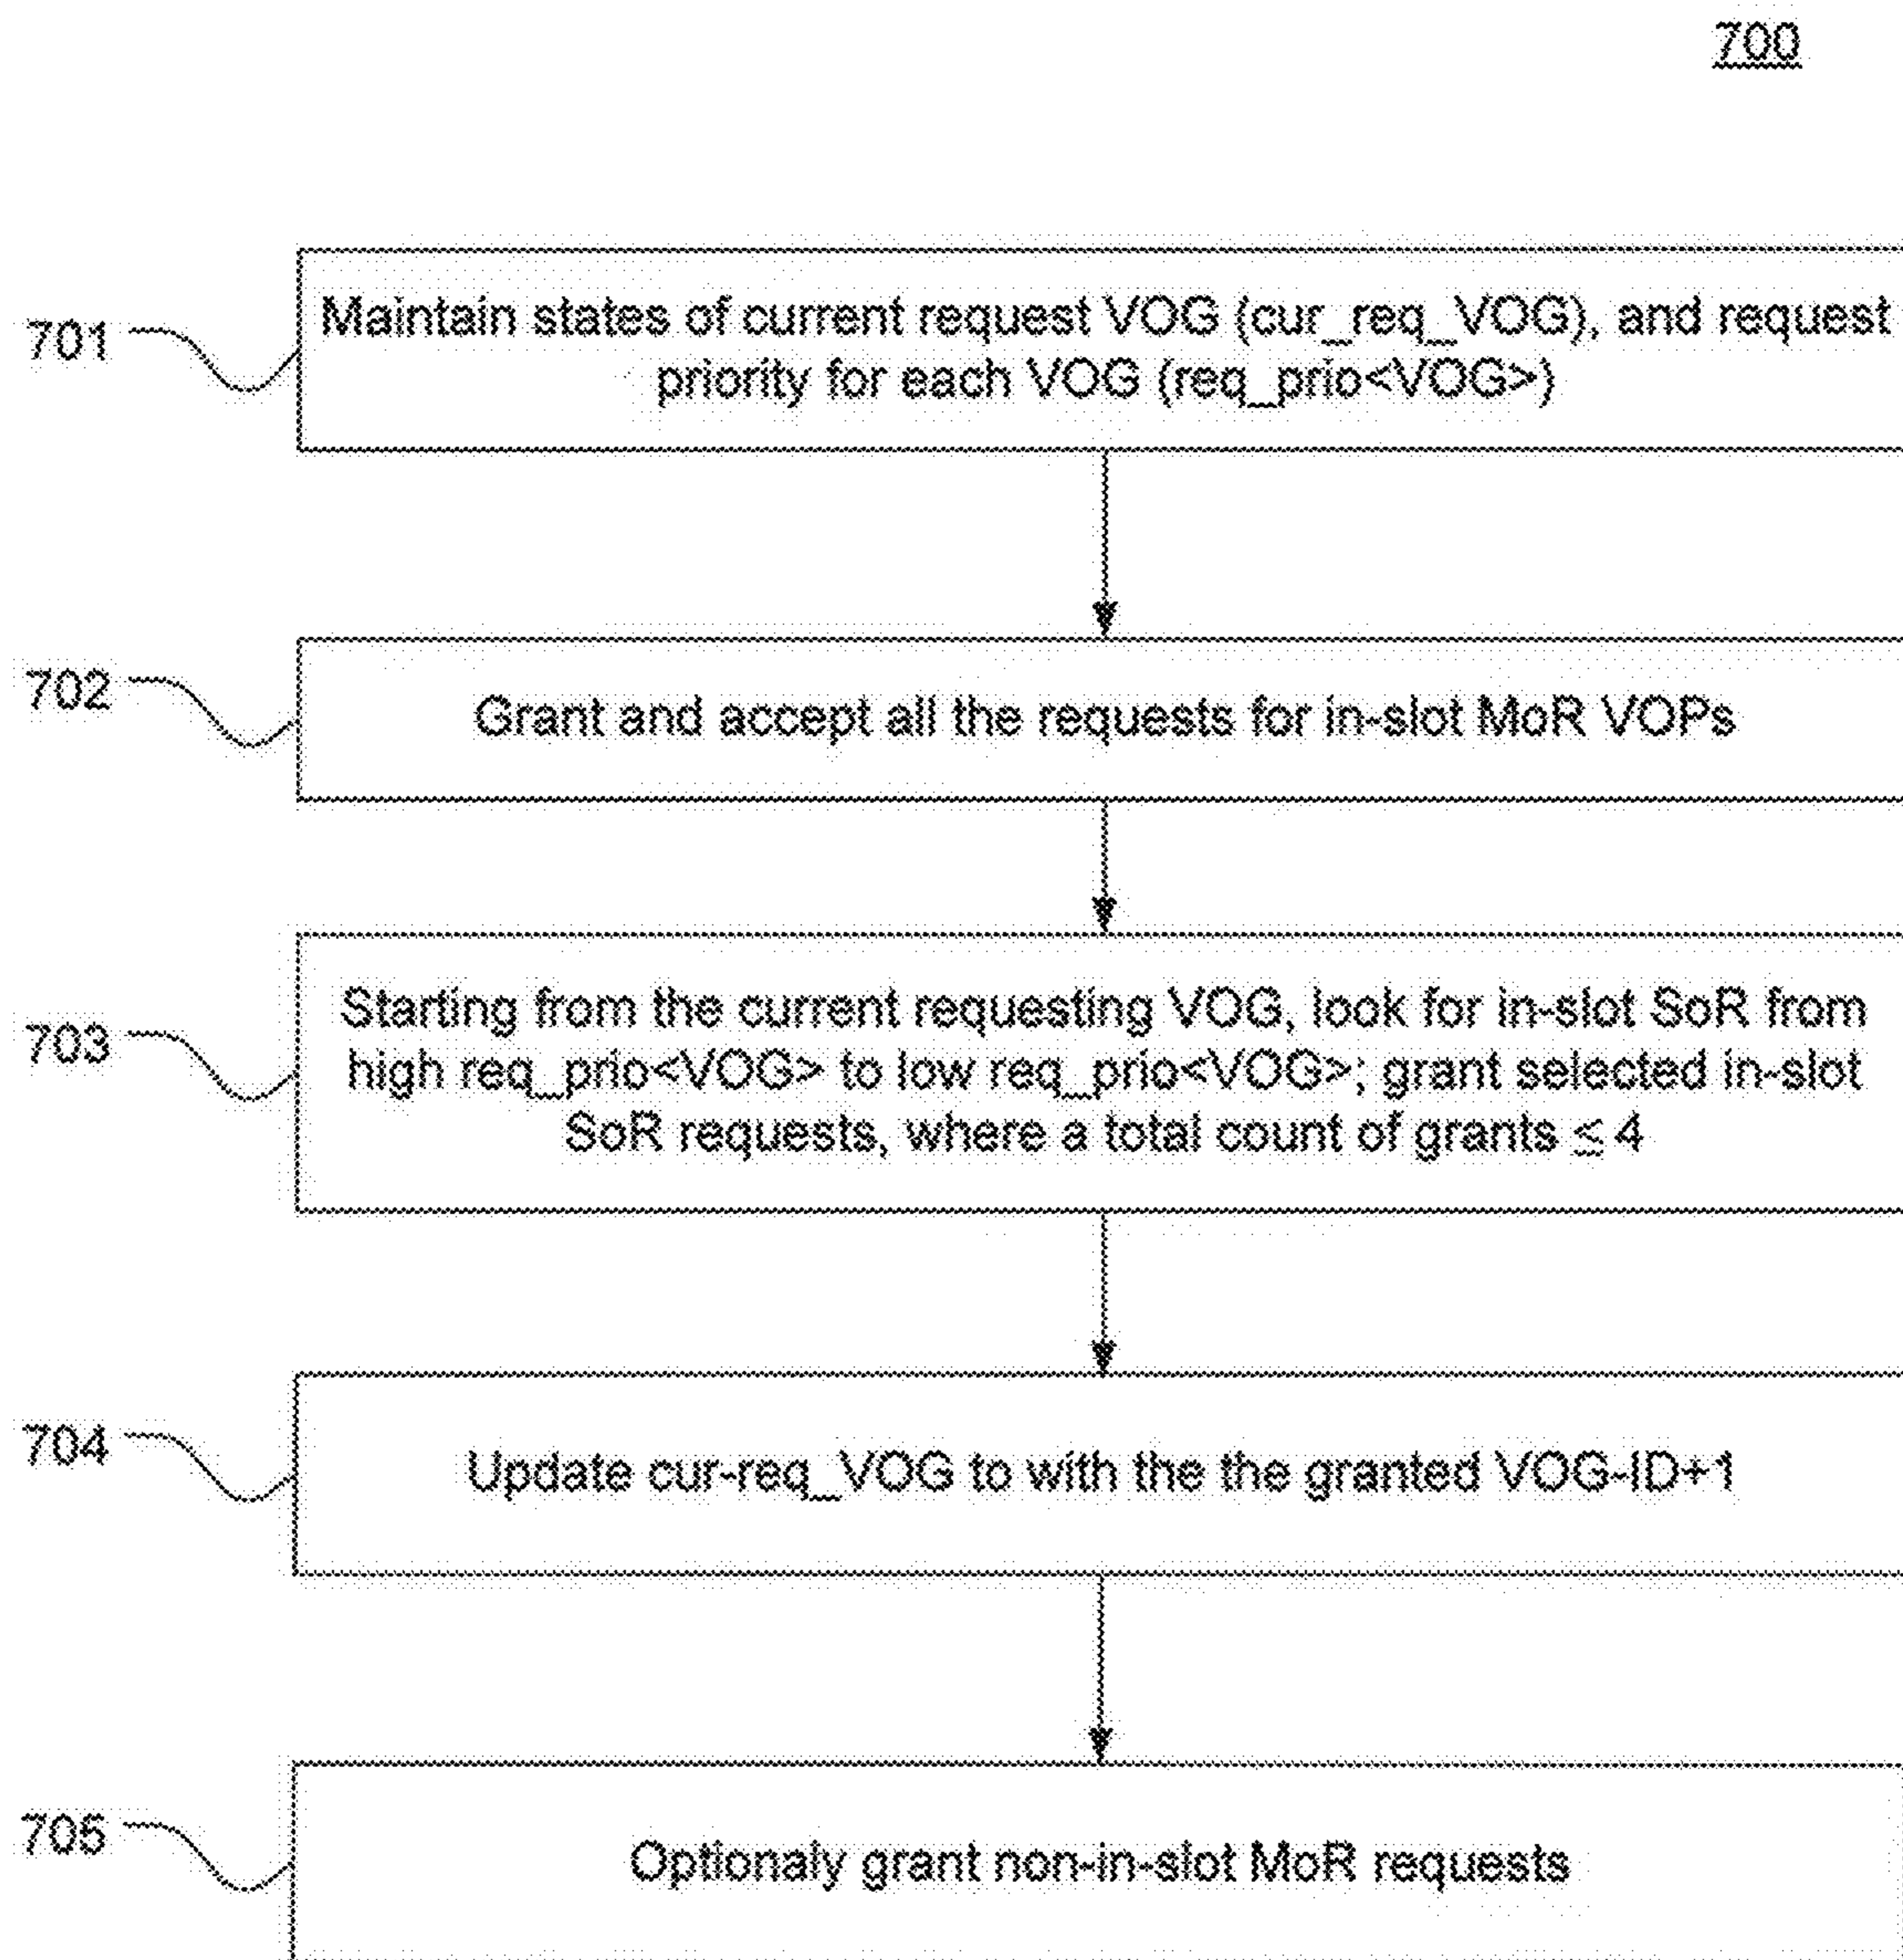 700
701
Maintain states of current request VOG (cur_req_VOG), and request
priority for each VOG (req_prio<VOG>)
702
Grant and accept all the requests for in-slot MoR VOPs
703
Starting from the current requesting VOG, look for in-slot SoR from
high req_prio<VOG> to low req_prio<VOG>; grant selected in-slot
SoR requests, where a total count of grants ≤ 4
704
Update cur-req_VOG to with the the granted VOG-ID+1
705
Optionaly grant non-in-slot MoR requests